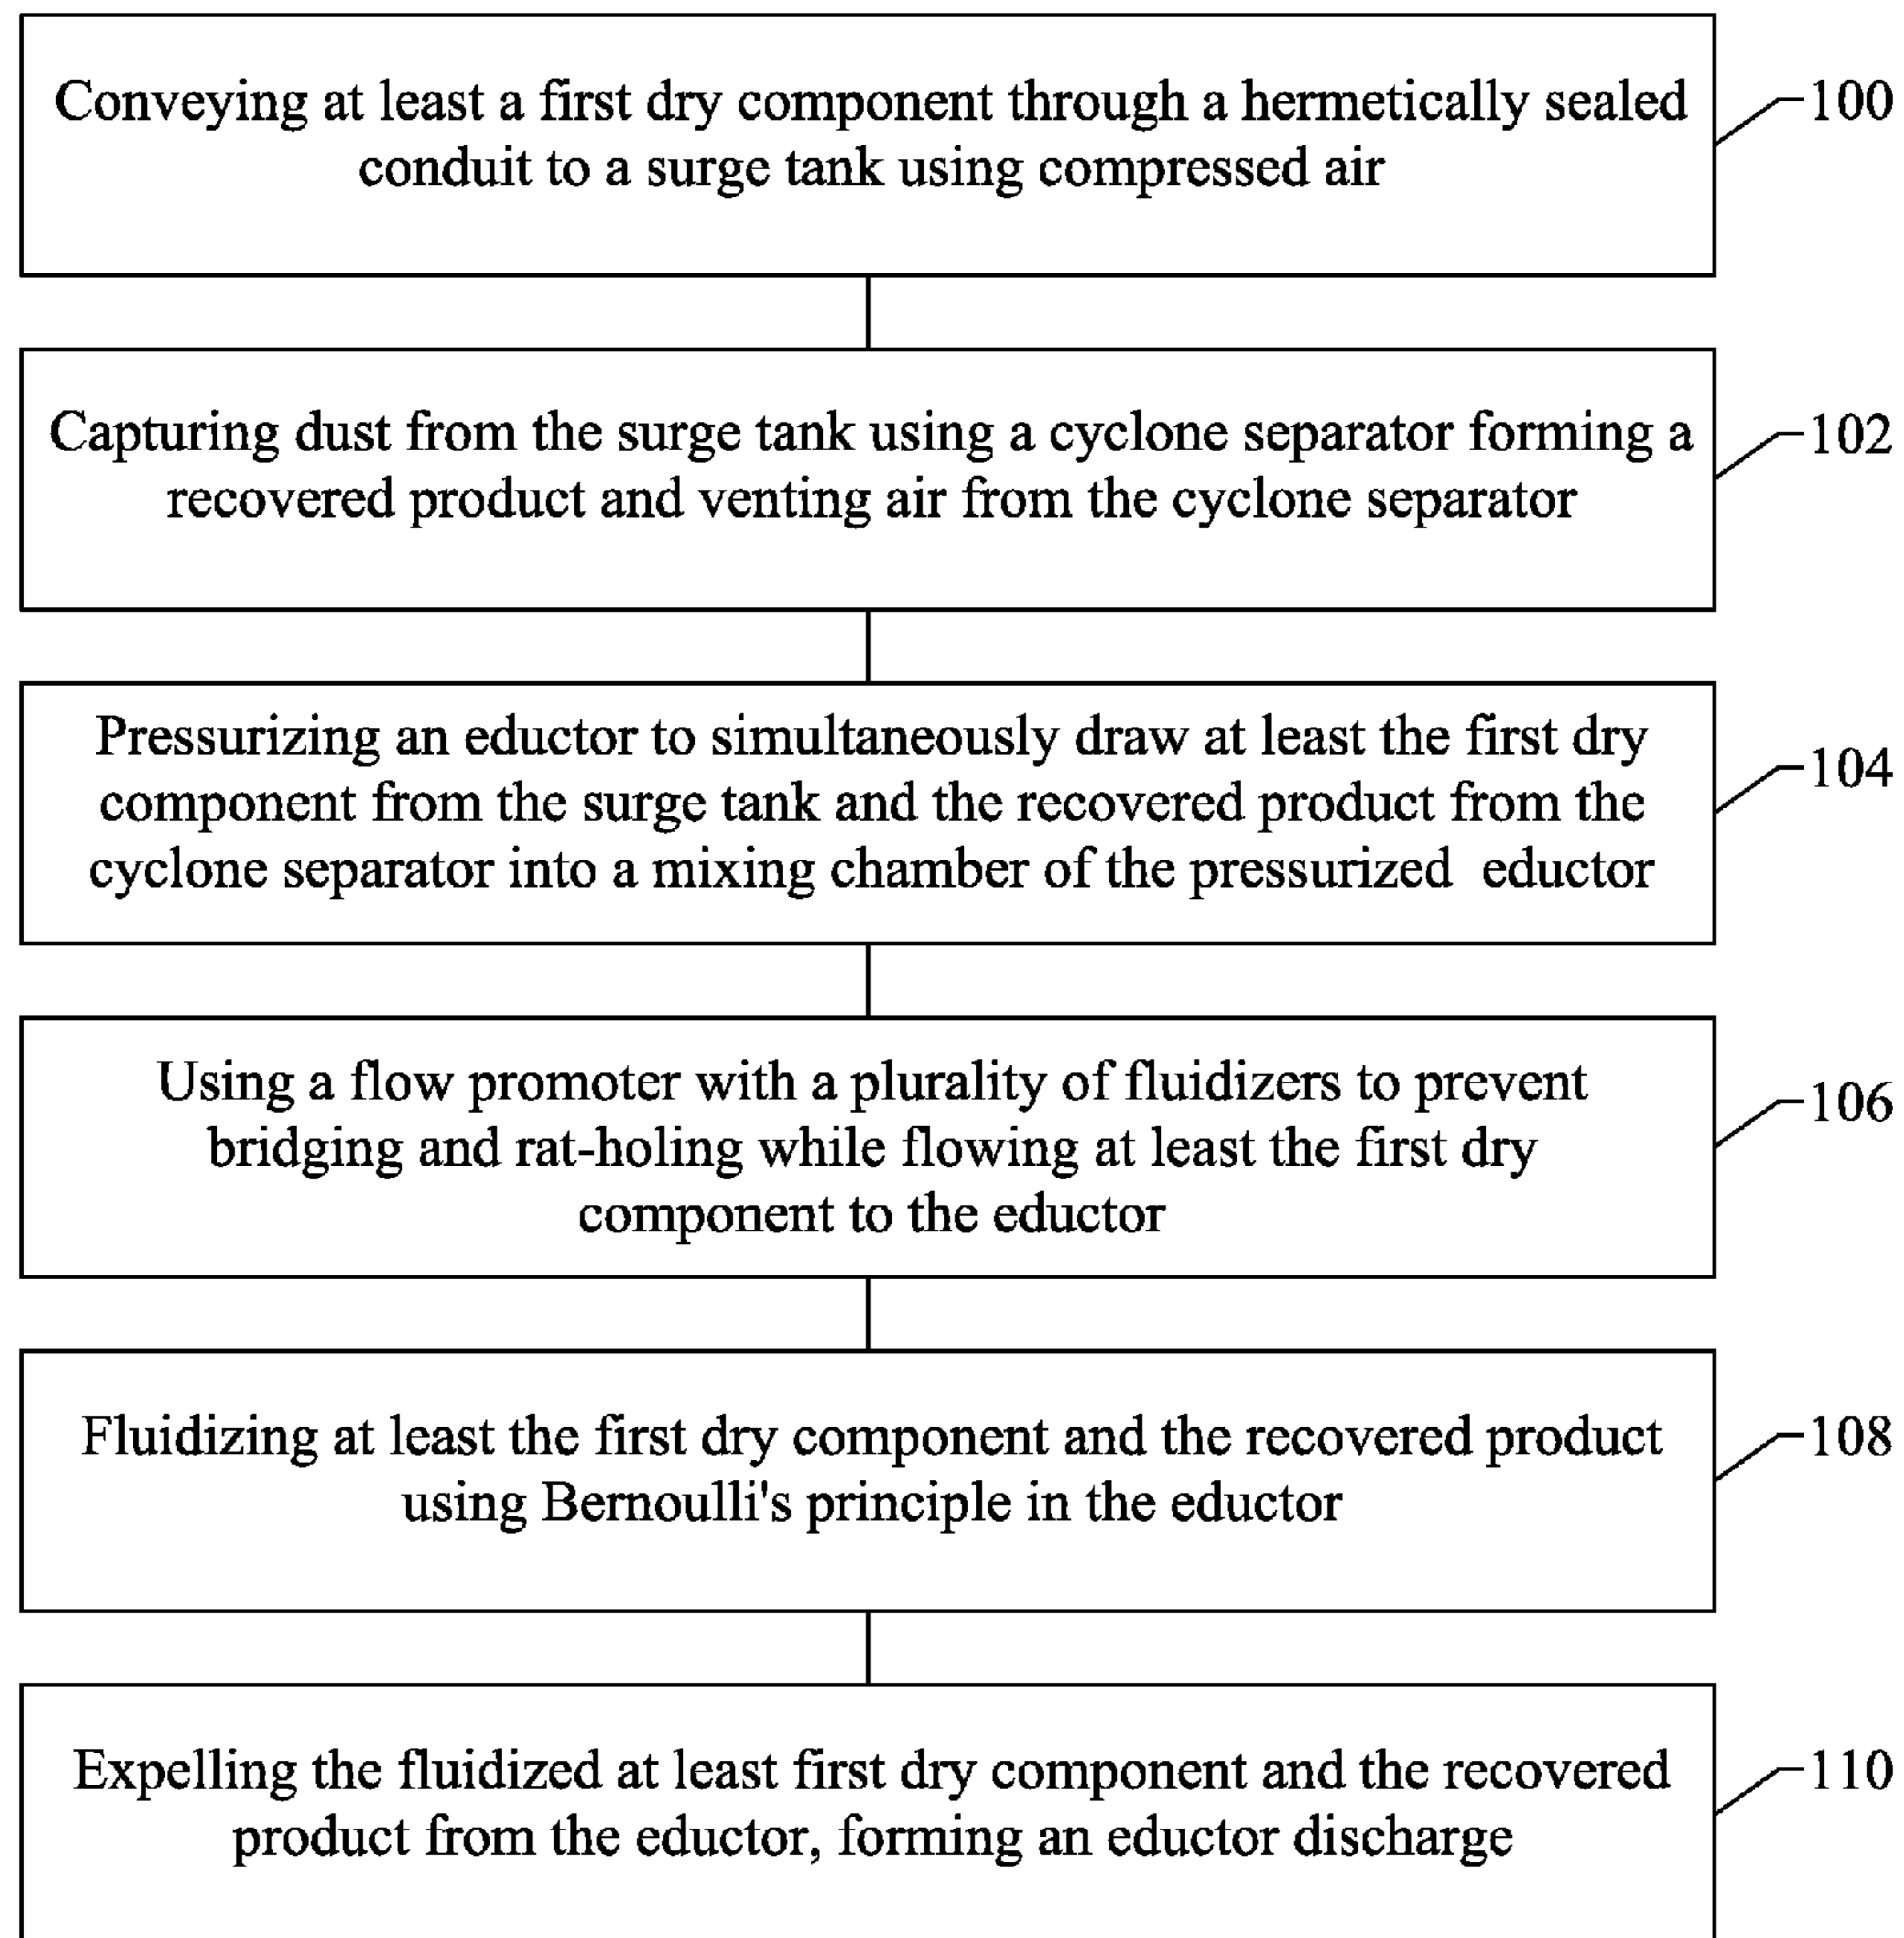 Conveying at least a first dry component through a hermetically sealed
conduit to a surge tank using compressed air
100
Capturing dust from the surge tank using a cyclone separator forming a
recovered product and venting air from the cyclone separator
102
Pressurizing an eductor to simultaneously draw at least the first dry
component from the surge tank and the recovered product from the
cyclone separator into a mixing chamber of the pressurized eductor
104
Using a flow promoter with a plurality of fluidizers to prevent
bridging and rat-holing while flowing at least the first dry
component to the eductor
106
Fluidizing at least the first dry component and the recovered product
using Bernoulli's principle in the eductor
108
Expelling the fluidized at least first dry component and the recovered
product from the eductor, forming an eductor discharge
110